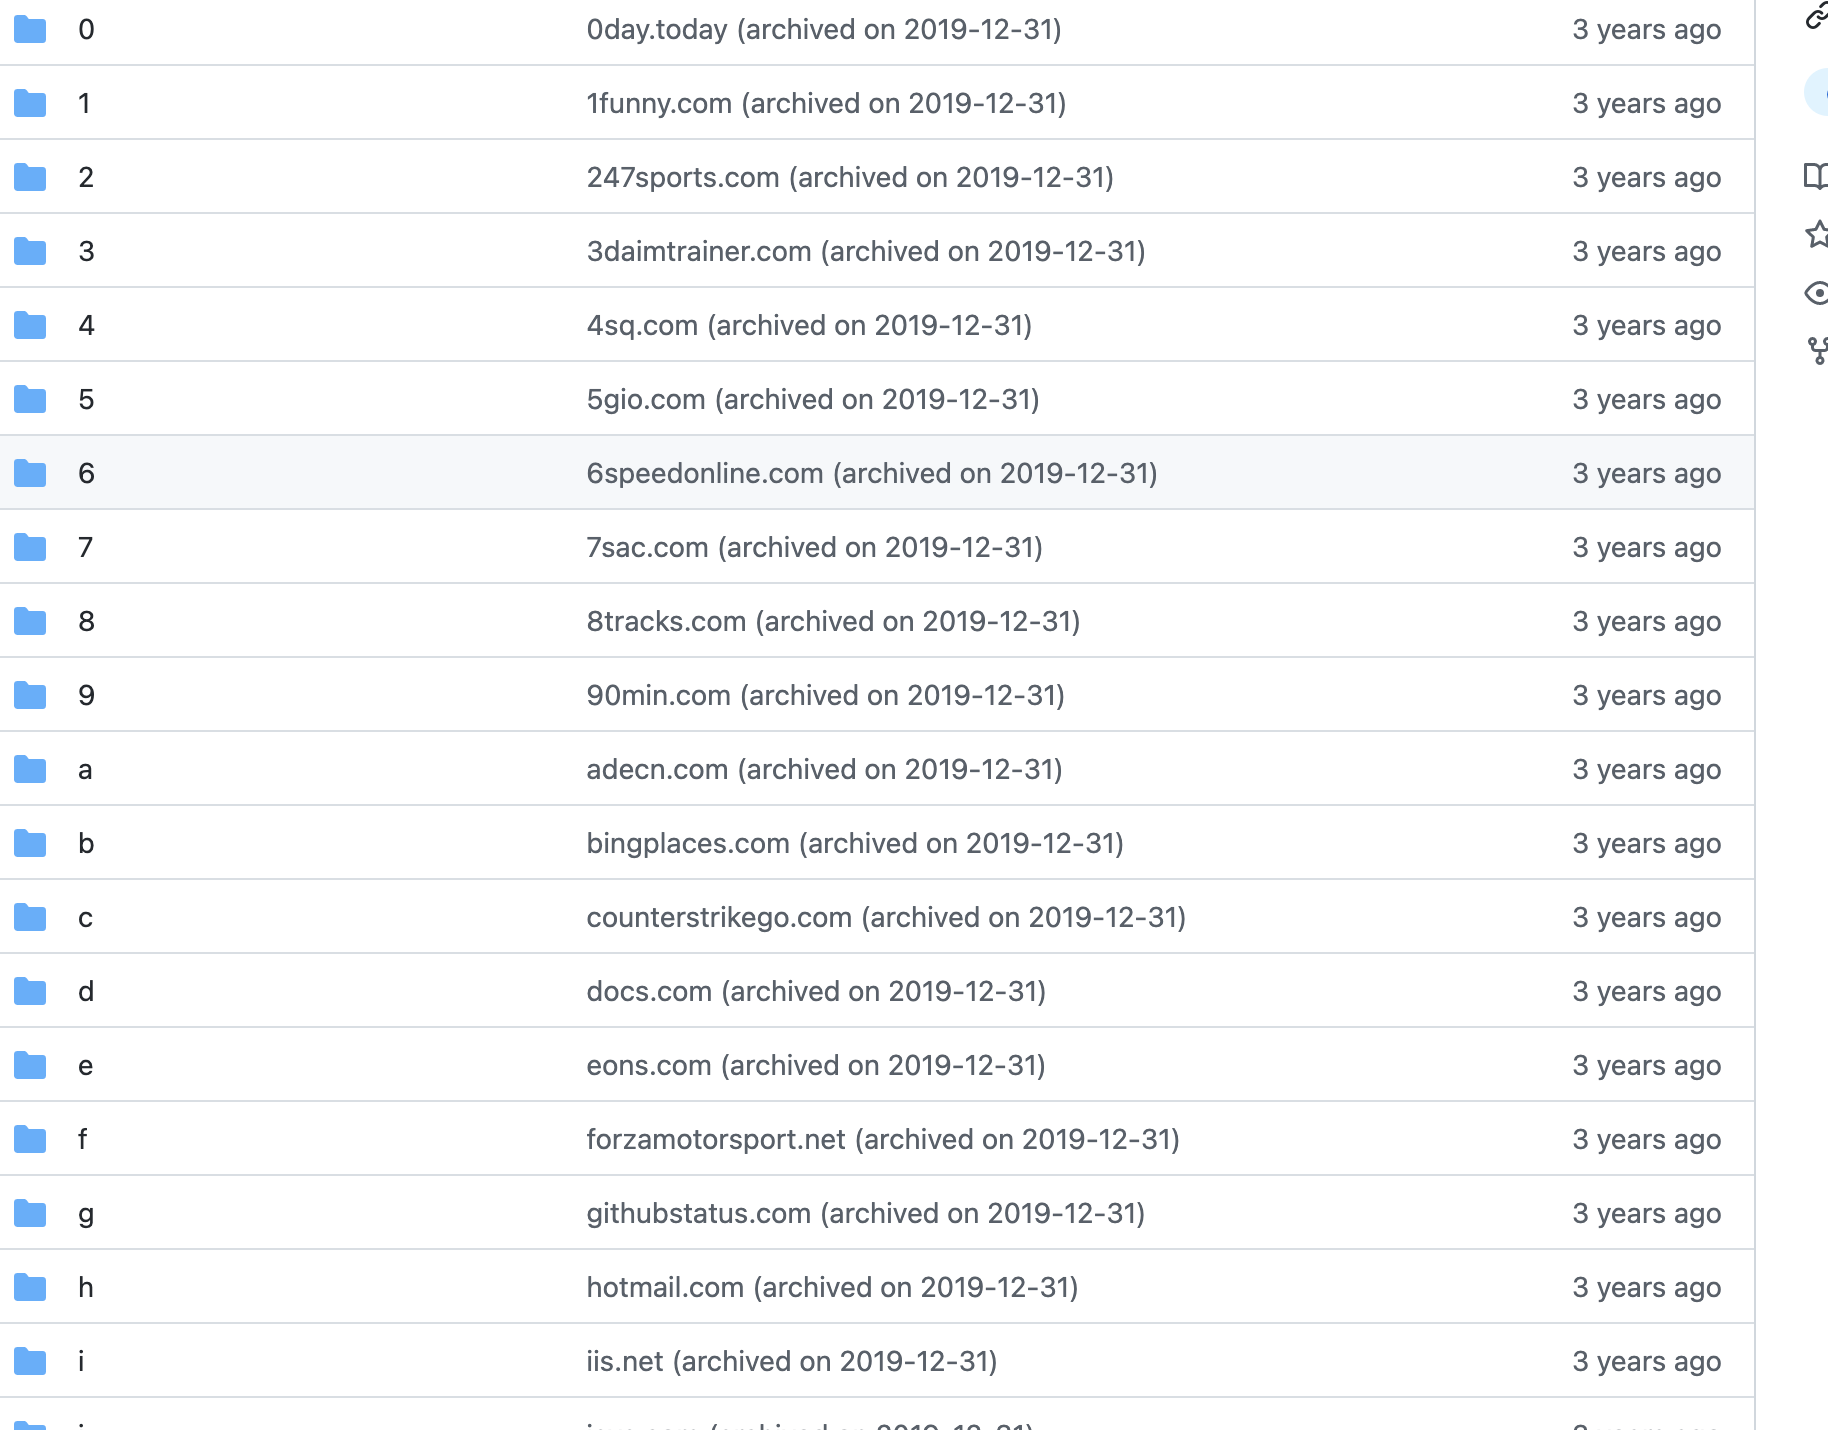 0 0day.today (archived on 2019-12-31) 3 years ago
1 1funny.com (archived on 2019-12-31) 3 years ago
2 247sports.com (archived on 2019-12-31) 3 years ago
3 3daimtrainer.com (archived on 2019-12-31) 3 years ago
4 4sq.com (archived on 2019-12-31) 3 years ago
5 5gio.com (archived on 2019-12-31) 3 years ago
6 6speedonline.com (archived on 2019-12-31) 3 years ago
7 7sac.com (archived on 2019-12-31) 3 years ago
8 8tracks.com (archived on 2019-12-31) 3 years ago
9 90min.com (archived on 2019-12-31) 3 years ago
a adecn.com (archived on 2019-12-31) 3 years ago
b bingplaces.com (archived on 2019-12-31) 3 years ago
c counterstrikego.com (archived on 2019-12-31) 3 years ago
d docs.com (archived on 2019-12-31) 3 years ago
e eons.com (archived on 2019-12-31) 3 years ago
f forzamotorsport.net (archived on 2019-12-31) 3 years ago
g githubstatus.com (archived on 2019-12-31) 3 years ago
h hotmail.com (archived on 2019-12-31) 3 years ago
i iis.net (archived on 2019-12-31) 3 years ago
(archived on 2019-12-31) 3 years ago